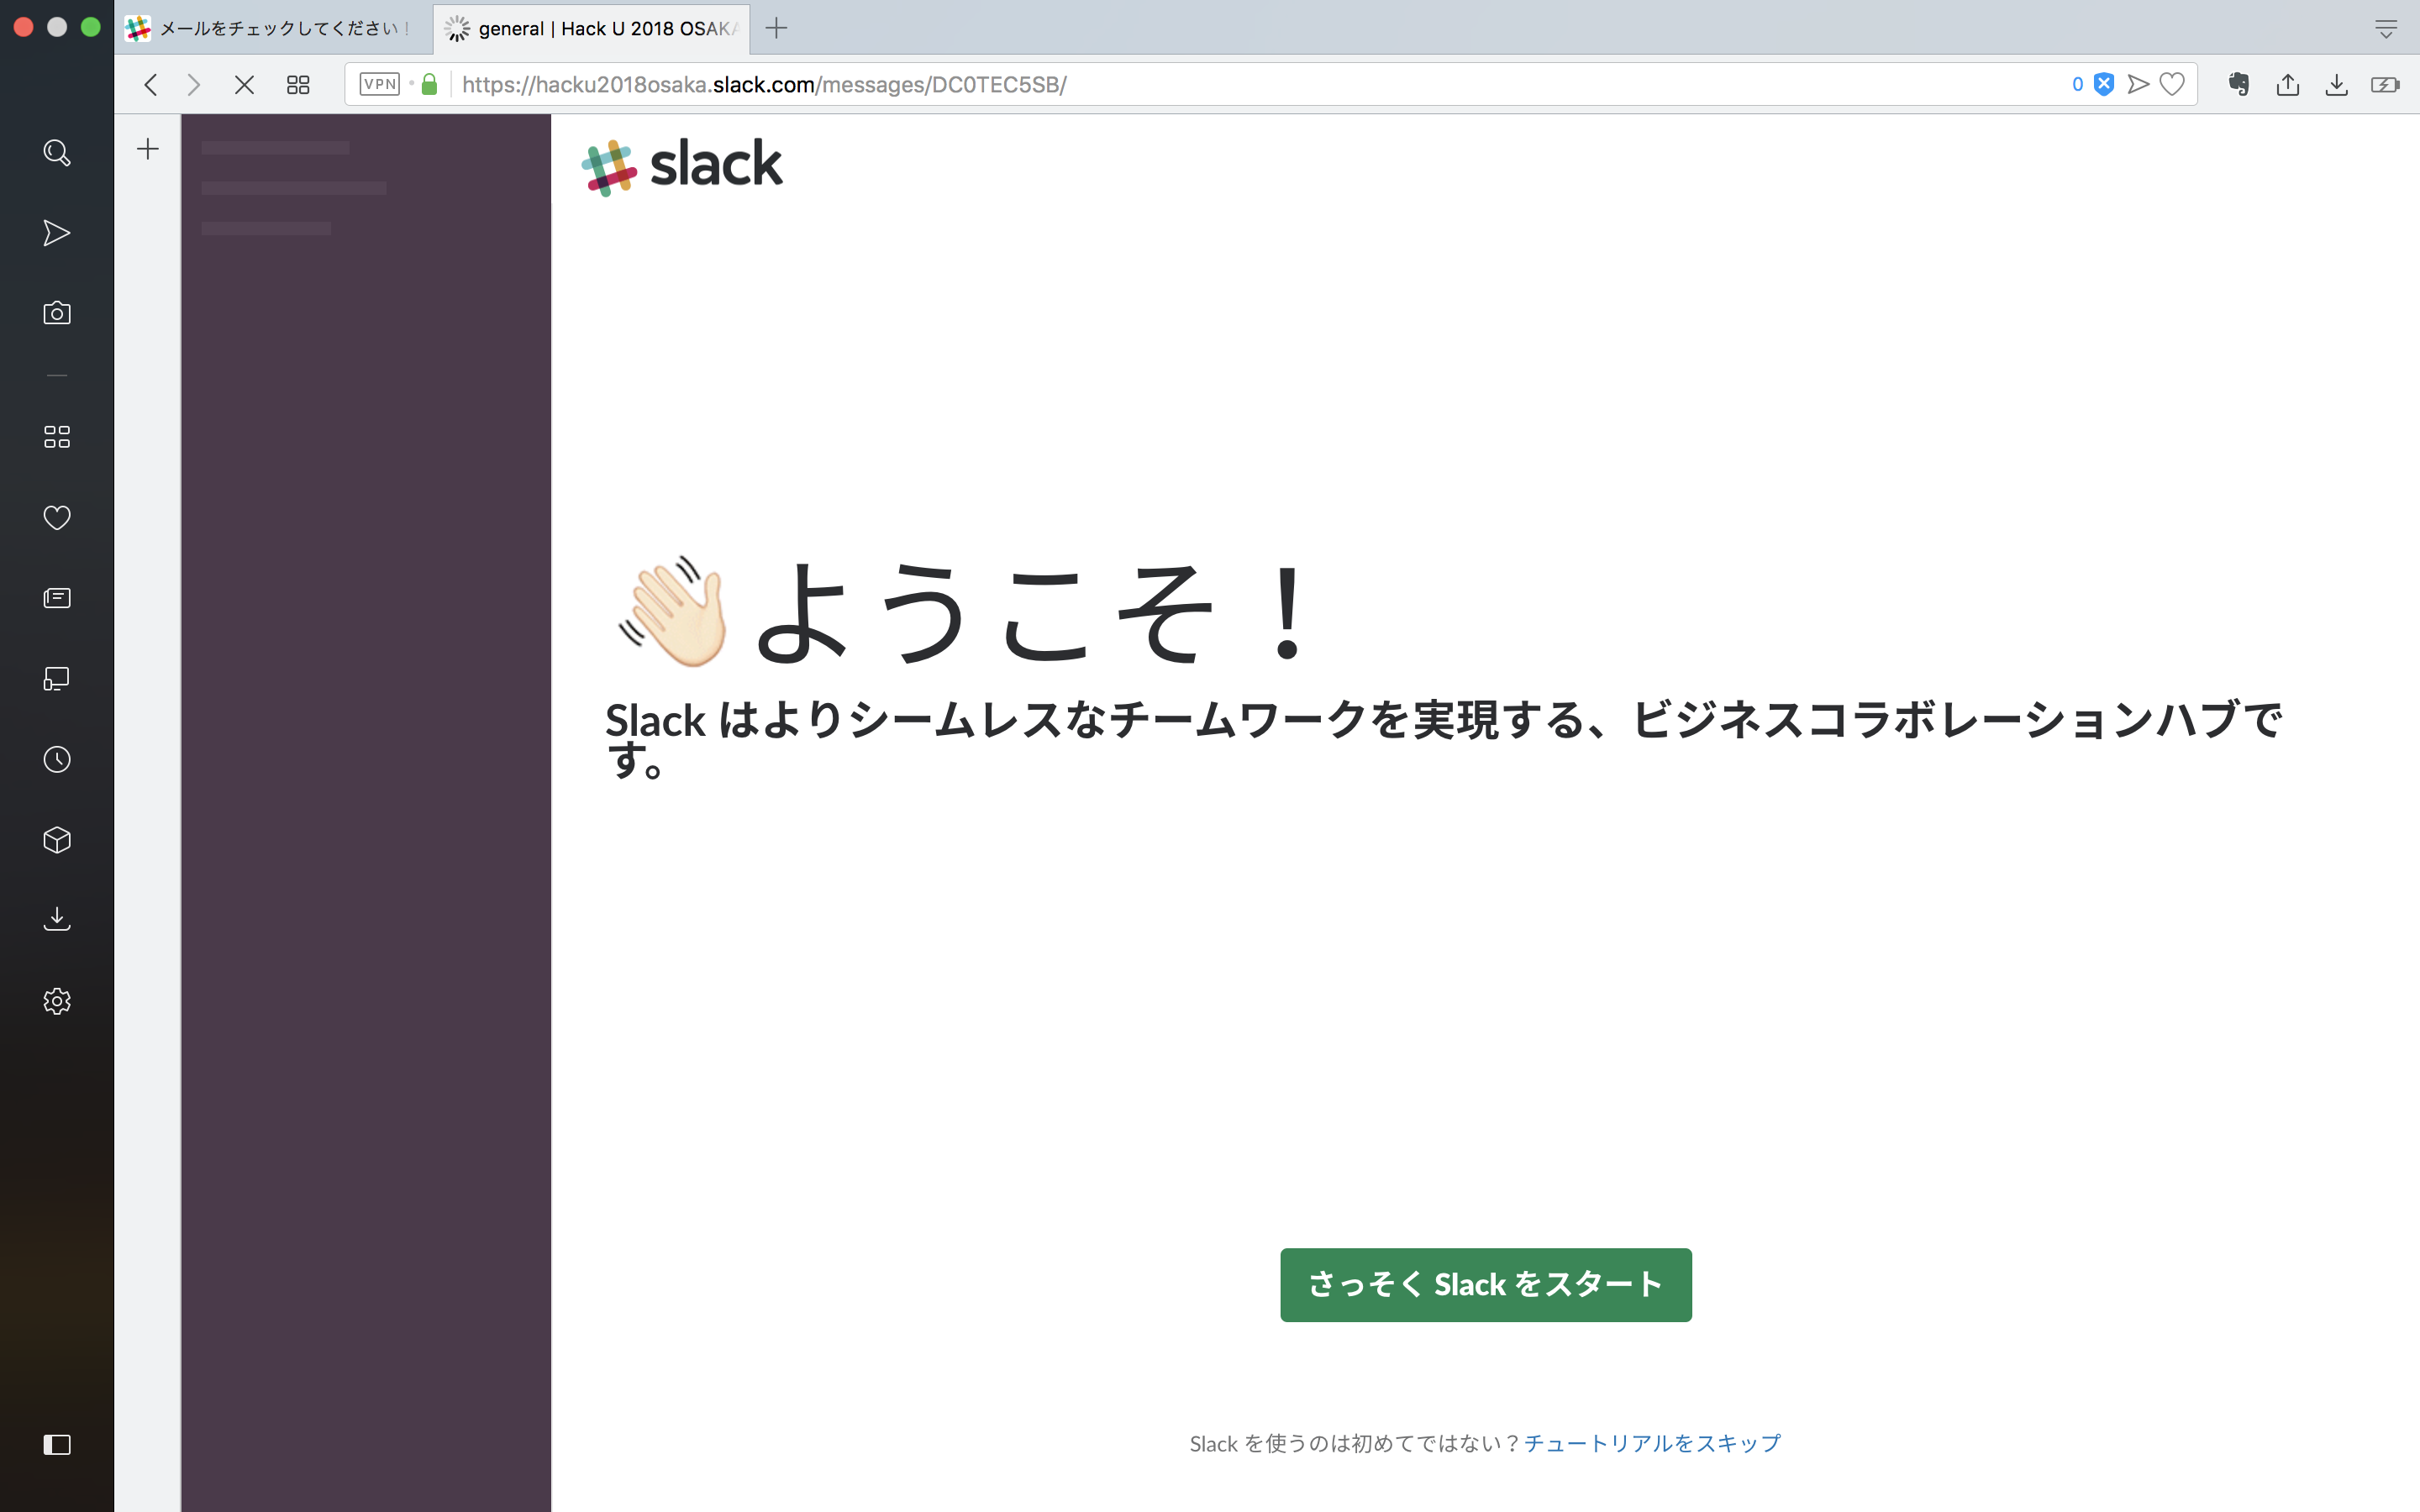 メールをチェックしてください！
general | Hack U 2018 OSAKA
VPN
https://hacku2018osaka.slack.com/messages/DC0TEC5SB/
0
slack
👋🏻ようこそ！
Slack はよりシームレスなチームワークを実現する、ビジネスコラボレーションハブで
す。
さっそく Slack をスタート
Slack を使うのは初めてではない？チュートリアルをスキップ